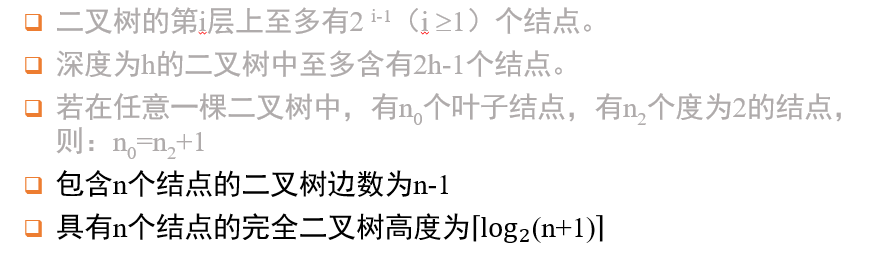 ❑ 二叉树的第i层上至多有2 i-1（i ≥1）个结点。
❑ 深度为h的二叉树中至多含有2h-1个结点。
❑ 若在任意一棵二叉树中，有n0个叶子结点，有n2个度为2的结点，
则：n0=n2+1
❑ 包含n个结点的二叉树边数为n-1
❑ 具有n个结点的完全二叉树高度为⌈log2(n+1)⌉